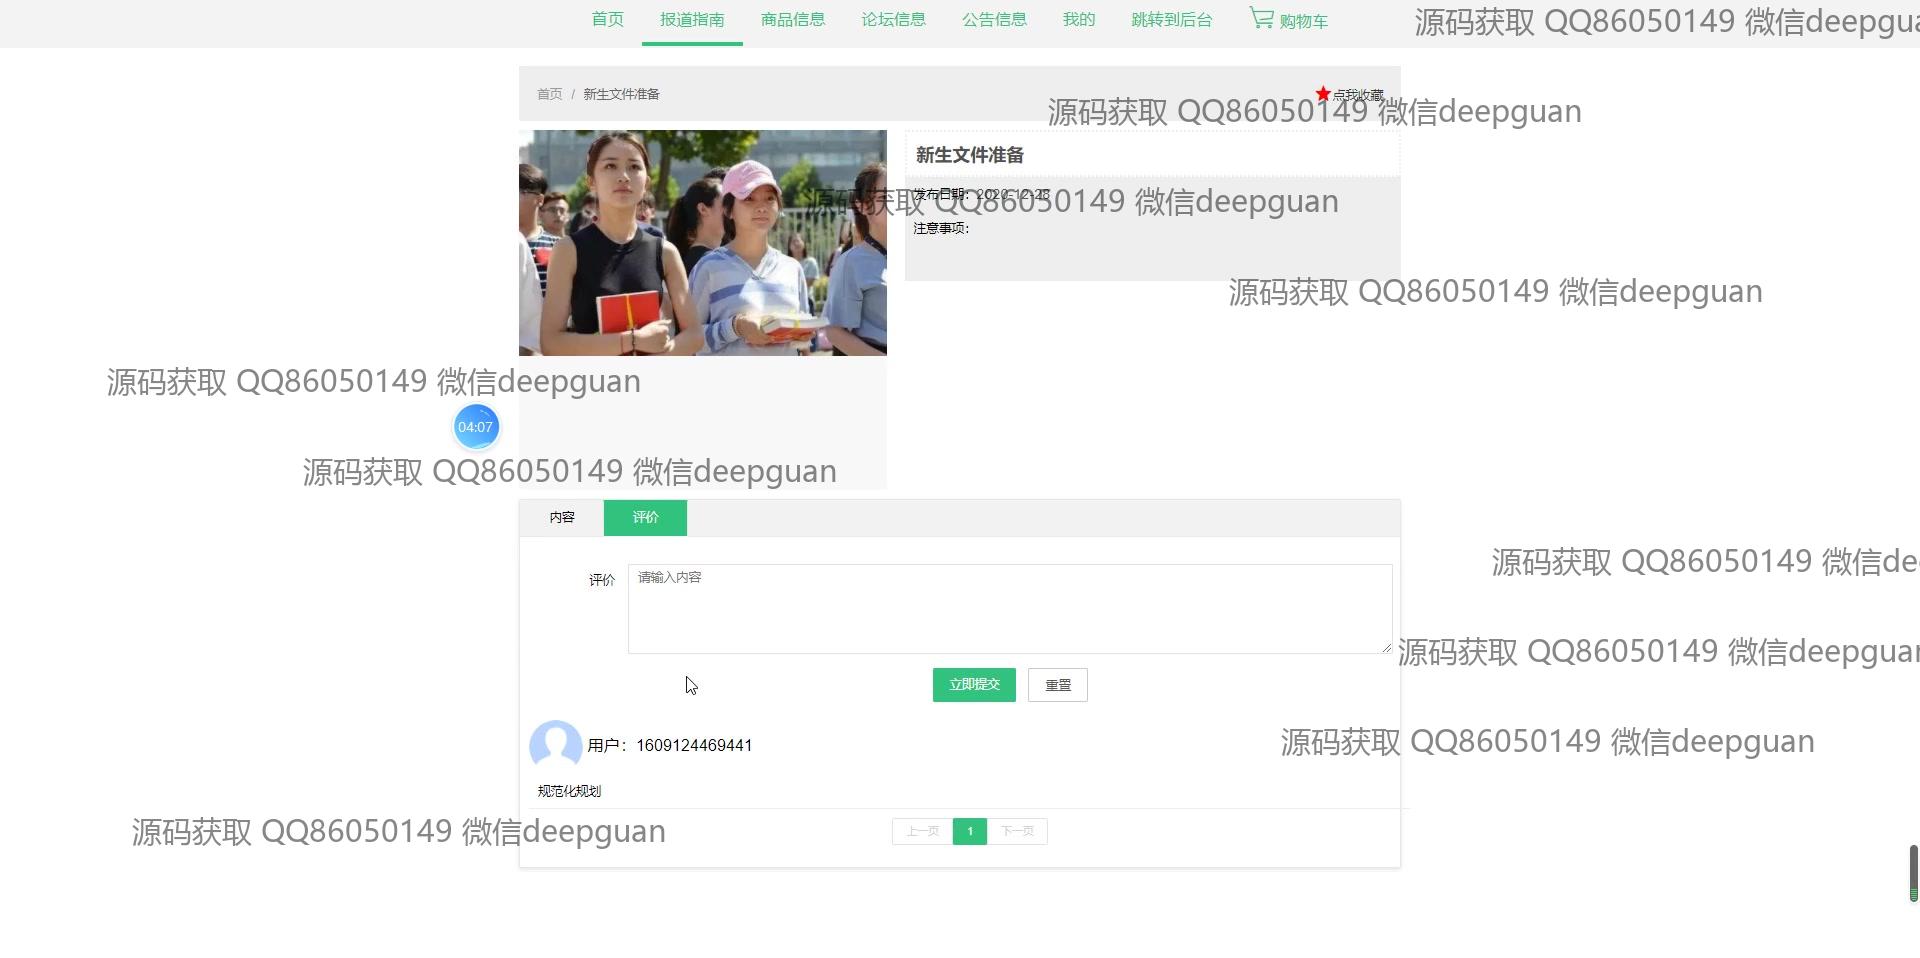 首页 报道指南 商品信息 论坛信息 公告信息 我的 跳转到后台 购物车
源码获取 QQ86050149 微信deepgua
首页 / 新生文件准备
点我收藏
源码获取 QQ86050149 微信deepguan
新生文件准备
发布日期：2020-12-28
源码获取 QQ86050149 微信deepguan
注意事项：
源码获取 QQ86050149 微信deepguan
源码获取 QQ86050149 微信deepguan
04:07
源码获取 QQ86050149 微信deepguan
内容 评价
源码获取 QQ86050149 微信de
评价 请输入内容
源码获取 QQ86050149 微信deepguan
立即提交 重置
用户：1609124469441
源码获取 QQ86050149 微信deepguan
规范化规划
源码获取 QQ86050149 微信deepguan
上一页 1 下一页